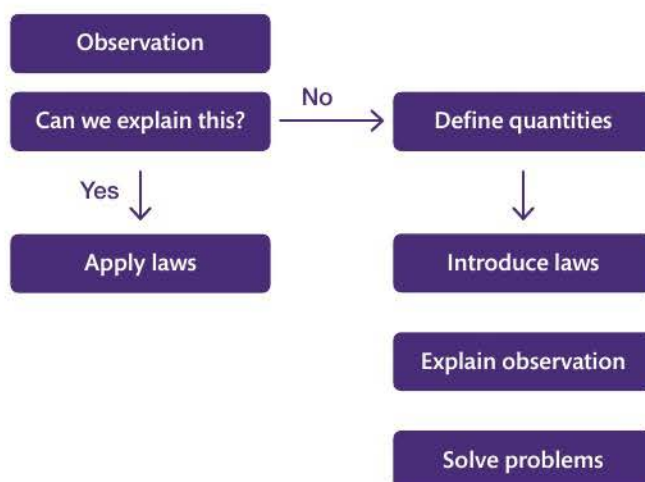 Observation
Can we explain this?
No
Define quantities
Yes
Apply laws
Introduce laws
Explain observation
Solve problems